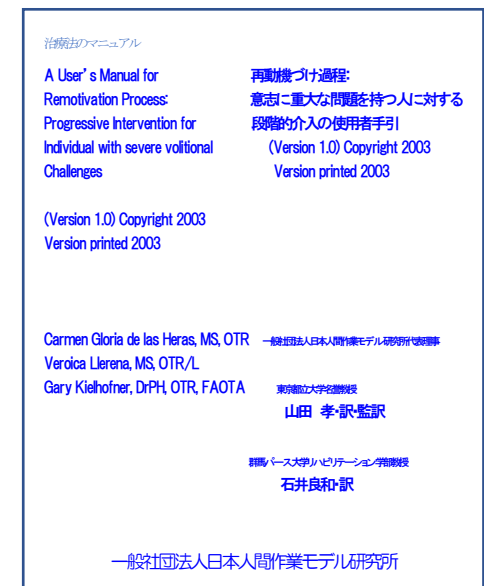 治療法のマニュアル
A User's Manual for
Remotivation Process:
Progressive Intervention for
Individual with severe volitional
Challenges
(Version 1.0) Copyright 2003
Version printed 2003
再動機づけ過程:
意志に重大な問題を持つ人に対する
段階的介入の使用者手引
(Version 1.0) Copyright 2003
Version printed 2003
Carmen Gloria de las Heras, MS, OTR
Veroica Llerena, MS, OTR/L
Gary Kielhofner, DrPH, OTR, FAOTA
一般社団法人日本人間作業モデル研究所代表理事
東京都立大学名誉教授
山田 孝・訳・監訳
群馬パース大学リハビリテーション学部教授
石井良和・訳
一般社団法人日本人間作業モデル研究所